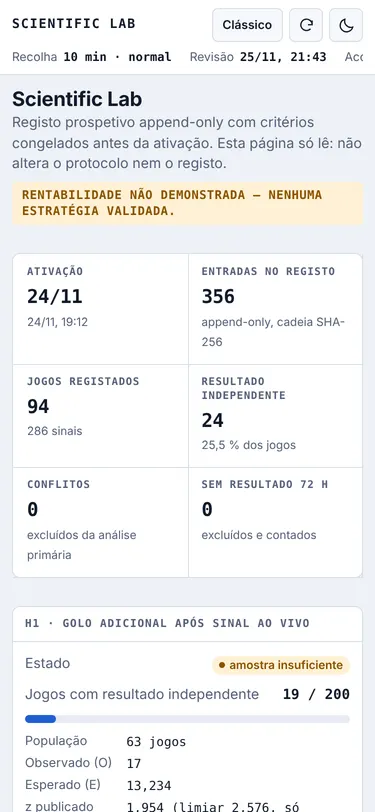 SCIENTIFIC LAB
Clássico
Recolha 10 min · normal Revisão 25/11, 21:43
Scientific Lab
Registo prospetivo append-only com critérios
congelados antes da ativação. Esta página só lê: não
altera o protocolo nem o registo.
RENTABILIDADE NÃO DEMONSTRADA — NENHUMA
ESTRATÉGIA VALIDADA.
ATIVAÇÃO
24/11
24/11, 19:12
ENTRADAS NO REGISTO
356
append-only, cadeia SHA-
256
JOGOS REGISTADOS
94
286 sinais
RESULTADO
INDEPENDENTE
24
25,5 % dos jogos
CONFLITOS
0
excluídos da análise
primária
SEM RESULTADO 72 H
0
excluídos e contados
H1 · GOLO ADICIONAL APÓS SINAL AO VIVO
Estado amostra insuficiente
Jogos com resultado independente 19 / 200
População 63 jogos
Observado (O) 17
Esperado (E) 13,234
z publicado 1,954 (limiar 2,576, só